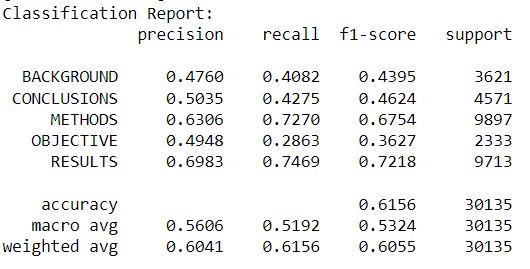 Classification Report:
precision recall f1-score support
BACKGROUND 0.4760 0.4082 0.4395 3621
CONCLUSIONS 0.5035 0.4275 0.4624 4571
METHODS 0.6306 0.7270 0.6754 9897
OBJECTIVE 0.4948 0.2863 0.3627 2333
RESULTS 0.6983 0.7469 0.7218 9713
accuracy 0.6156 30135
macro avg 0.5606 0.5192 0.5324 30135
weighted avg 0.6041 0.6156 0.6055 30135